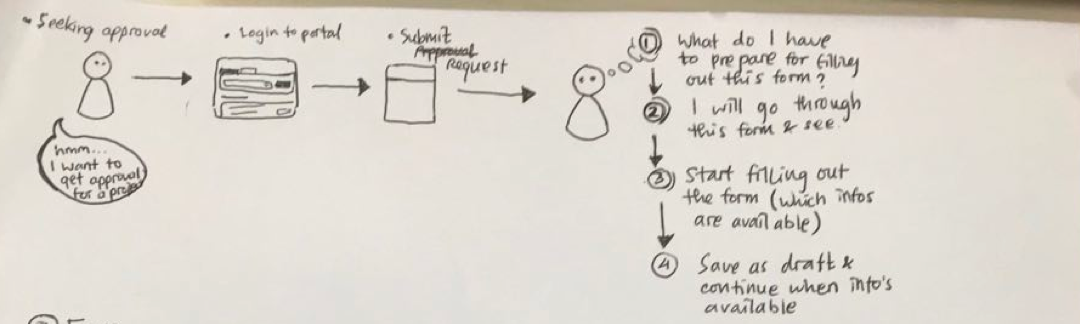 Seeking approval
hmm...
I want to
get approval
for a project
• Login to portal
• Submit
Approval
Request
1 What do I have
to prepare for filling
out this form?
2 I will go through
this form & see.
3 Start filling out
the form (which infos
are available)
4 Save as draft &
continue when info's
available